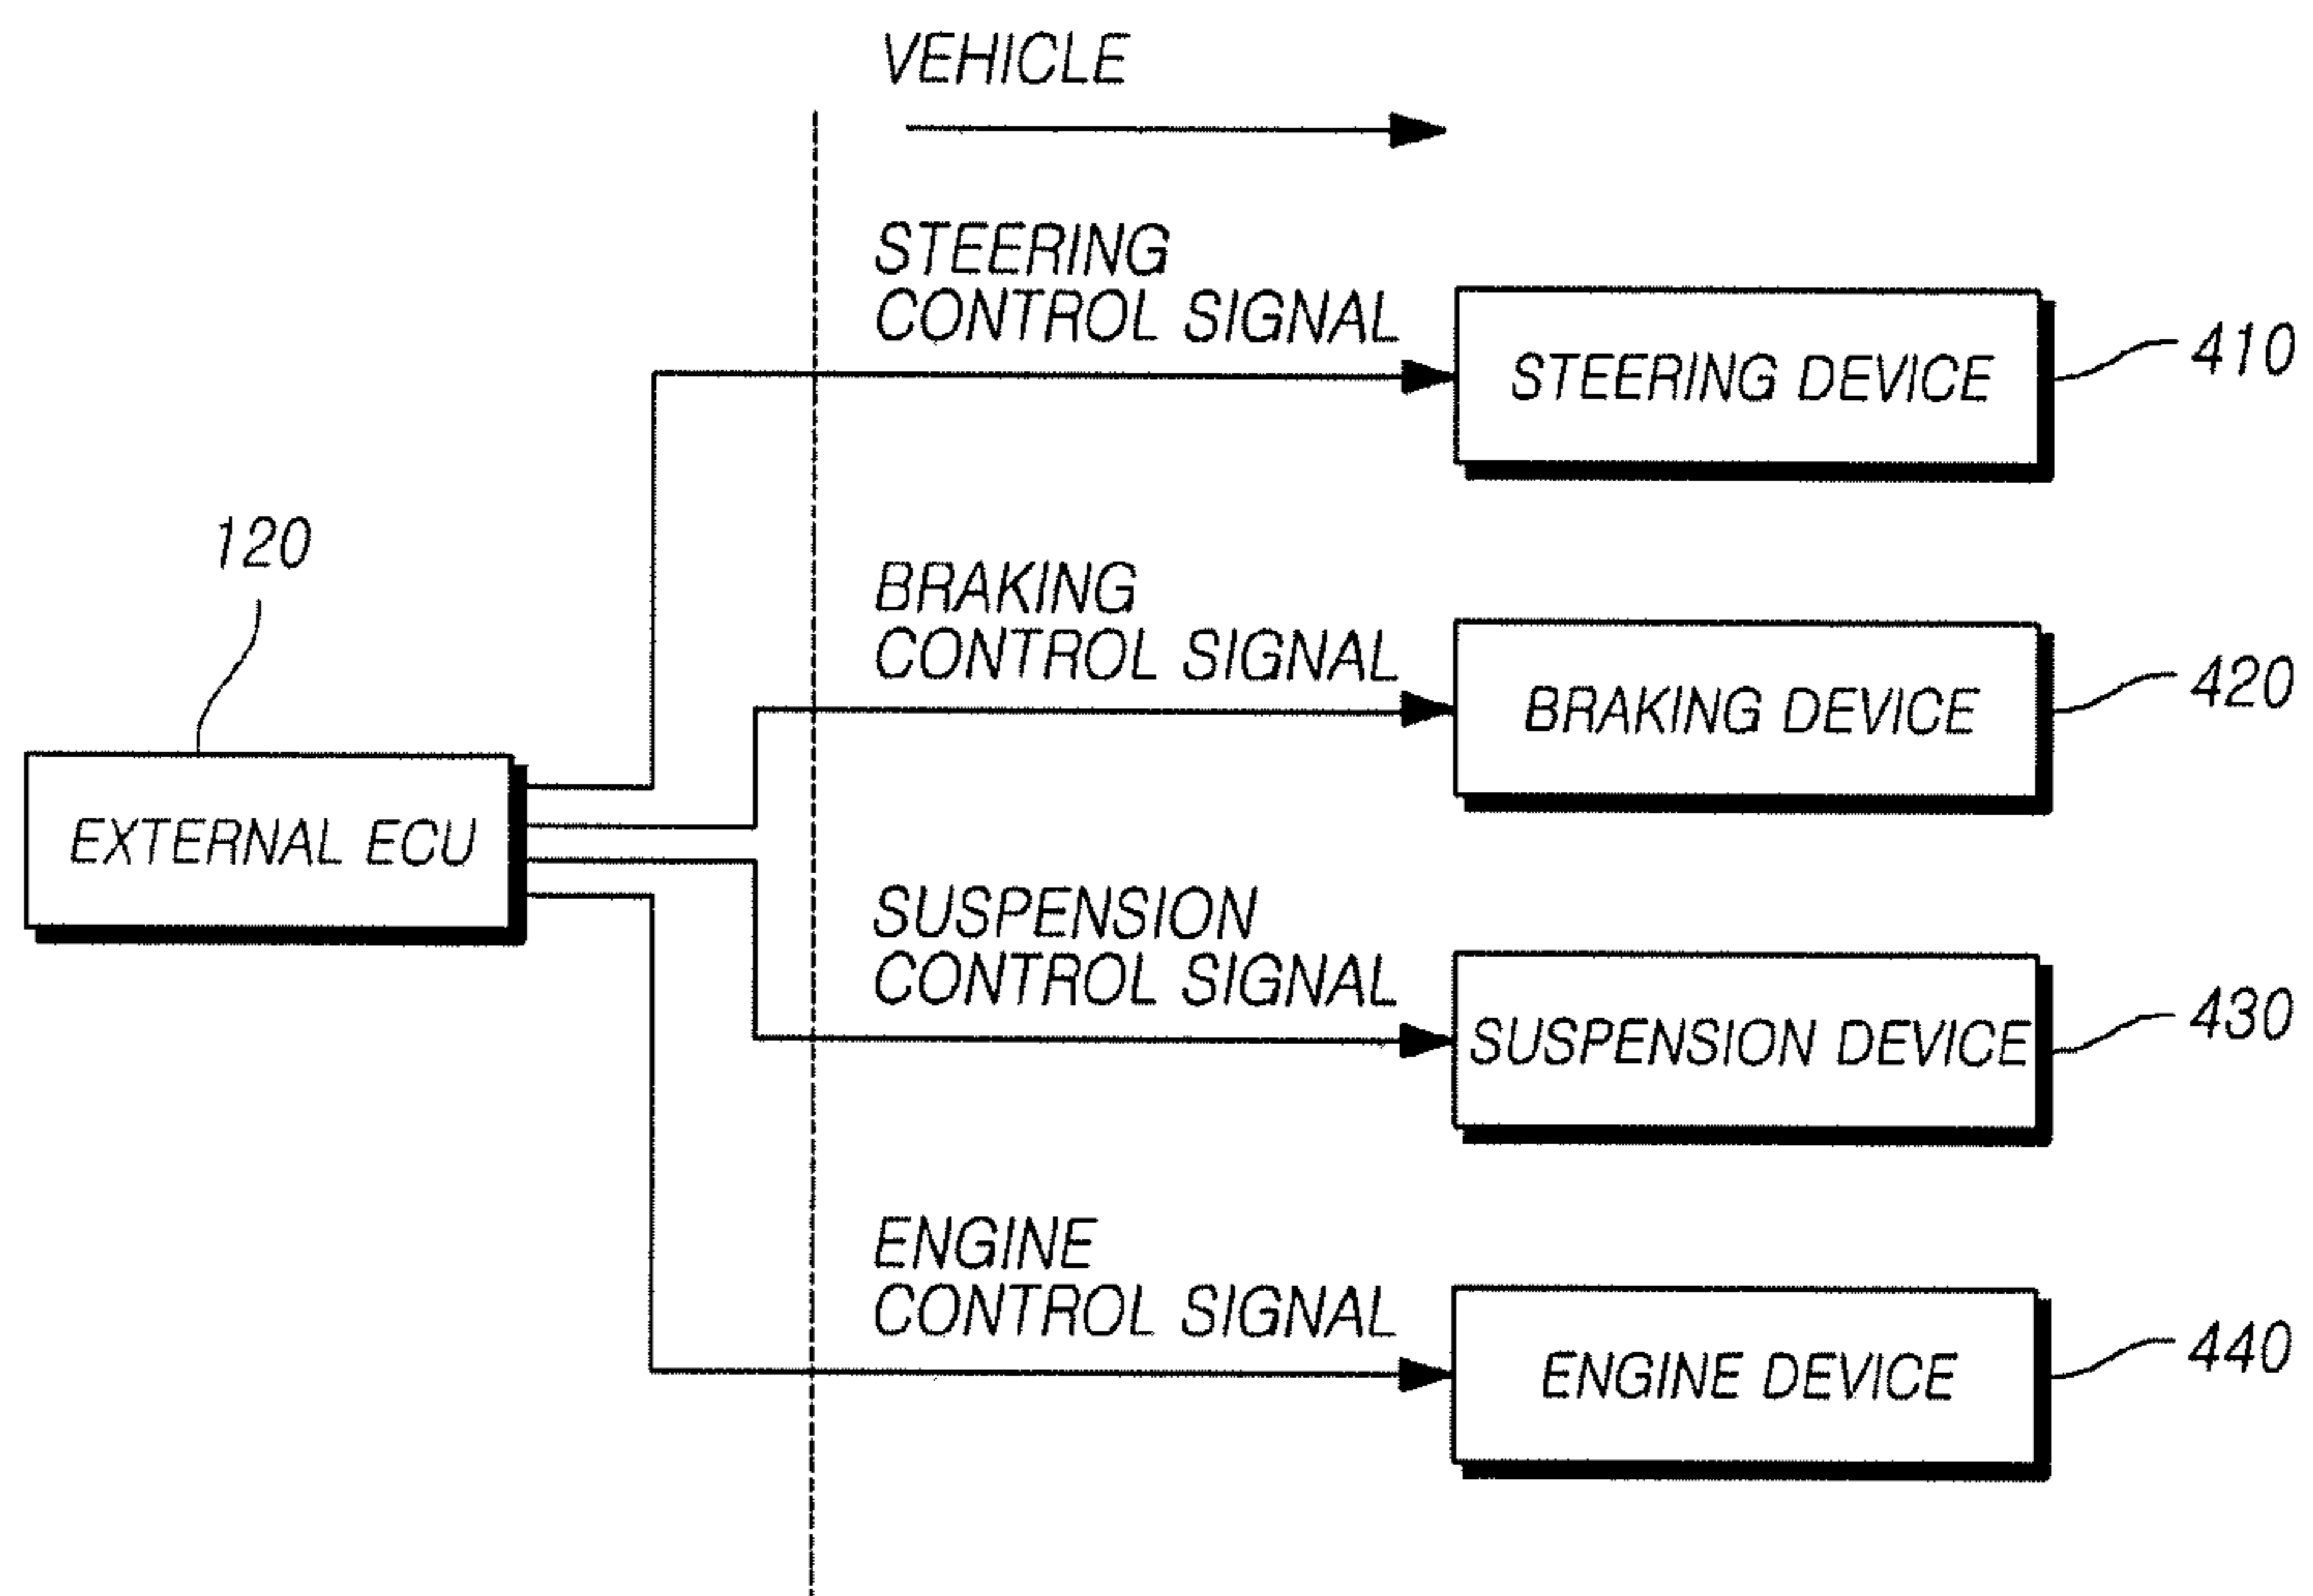 VEHICLE
STEERING
CONTROL SIGNAL
STEERING DEVICE
410
120
BRAKING
CONTROL SIGNAL
BRAKING DEVICE
420
EXTERNAL ECU
SUSPENSION
CONTROL SIGNAL
SUSPENSION DEVICE
430
ENGINE
CONTROL SIGNAL
ENGINE DEVICE
440